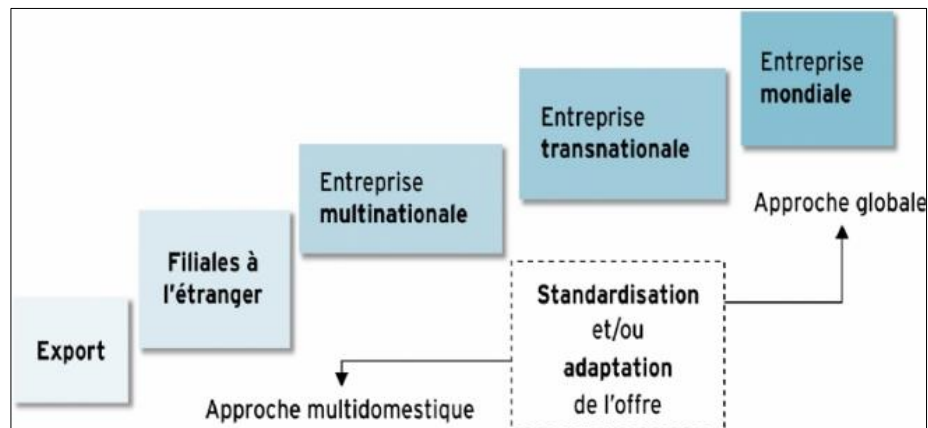 Entreprise
mondiale
Entreprise
transnationale
Entreprise
multinationale
Approche globale
Filiales à
l'étranger
Standardisation
et/ou
adaptation
de l'offre
Export
Approche multidomestique